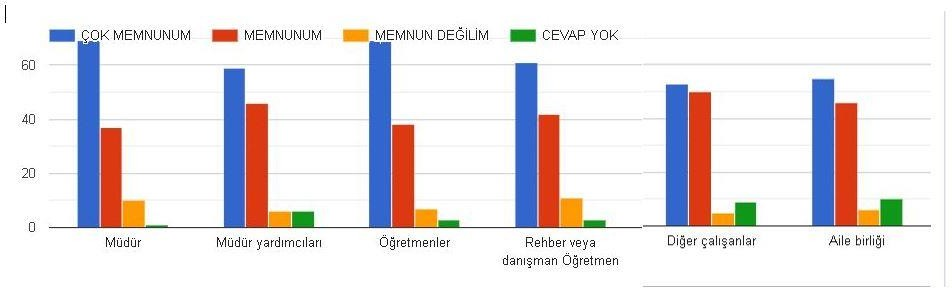 ÇOK MEMNUNUM MEMNUNUM MEMNUN DEĞİLİM CEVAP YOK
60
40
20
0
Müdür Müdür yardımcıları Öğretmenler Rehber veya Diğer çalışanlar Aile birliği
danışman Öğretmen